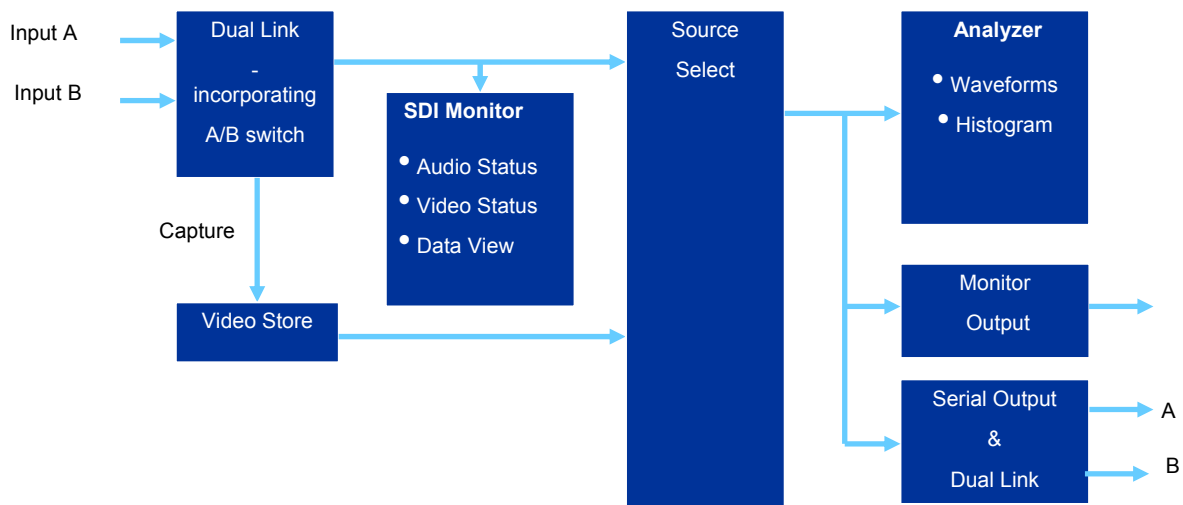 Input A
Input B
Dual Link
-
incorporating
A/B switch
Capture
Video Store
SDI Monitor
• Audio Status
• Video Status
• Data View
Source
Select
Analyzer
• Waveforms
• Histogram
Monitor
Output
Serial Output
&
Dual Link
A
B